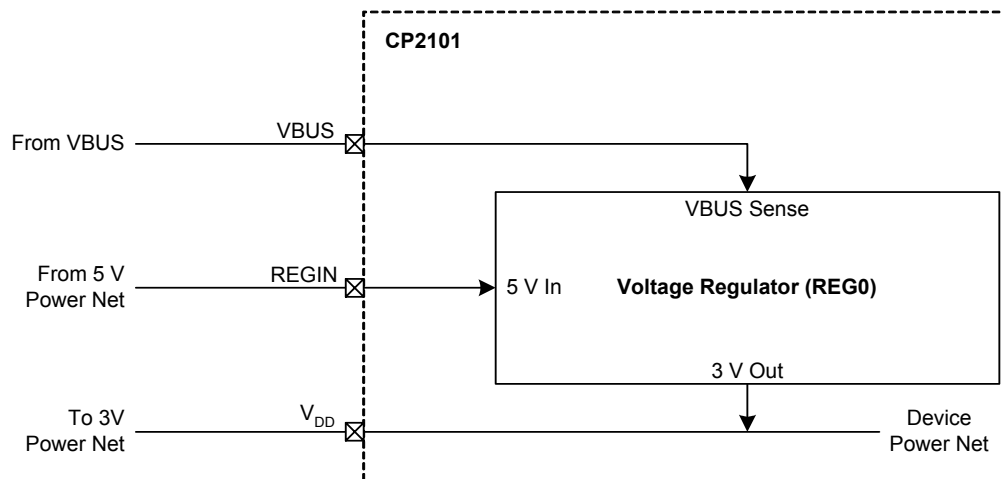 CP2101
From VBUS
VBUS
VBUS Sense
From 5 V
Power Net
REGIN
5 V In
Voltage Regulator (REG0)
3 V Out
To 3V
Power Net
VDD
Device
Power Net